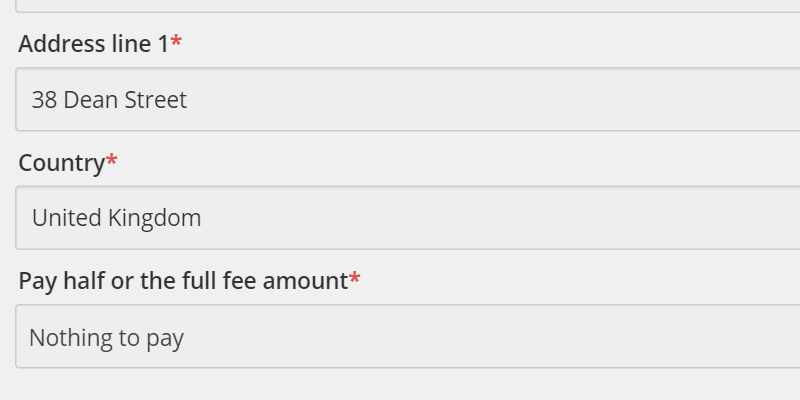 Address line 1*
38 Dean Street
Country*
United Kingdom
Pay half or the full fee amount*
Nothing to pay